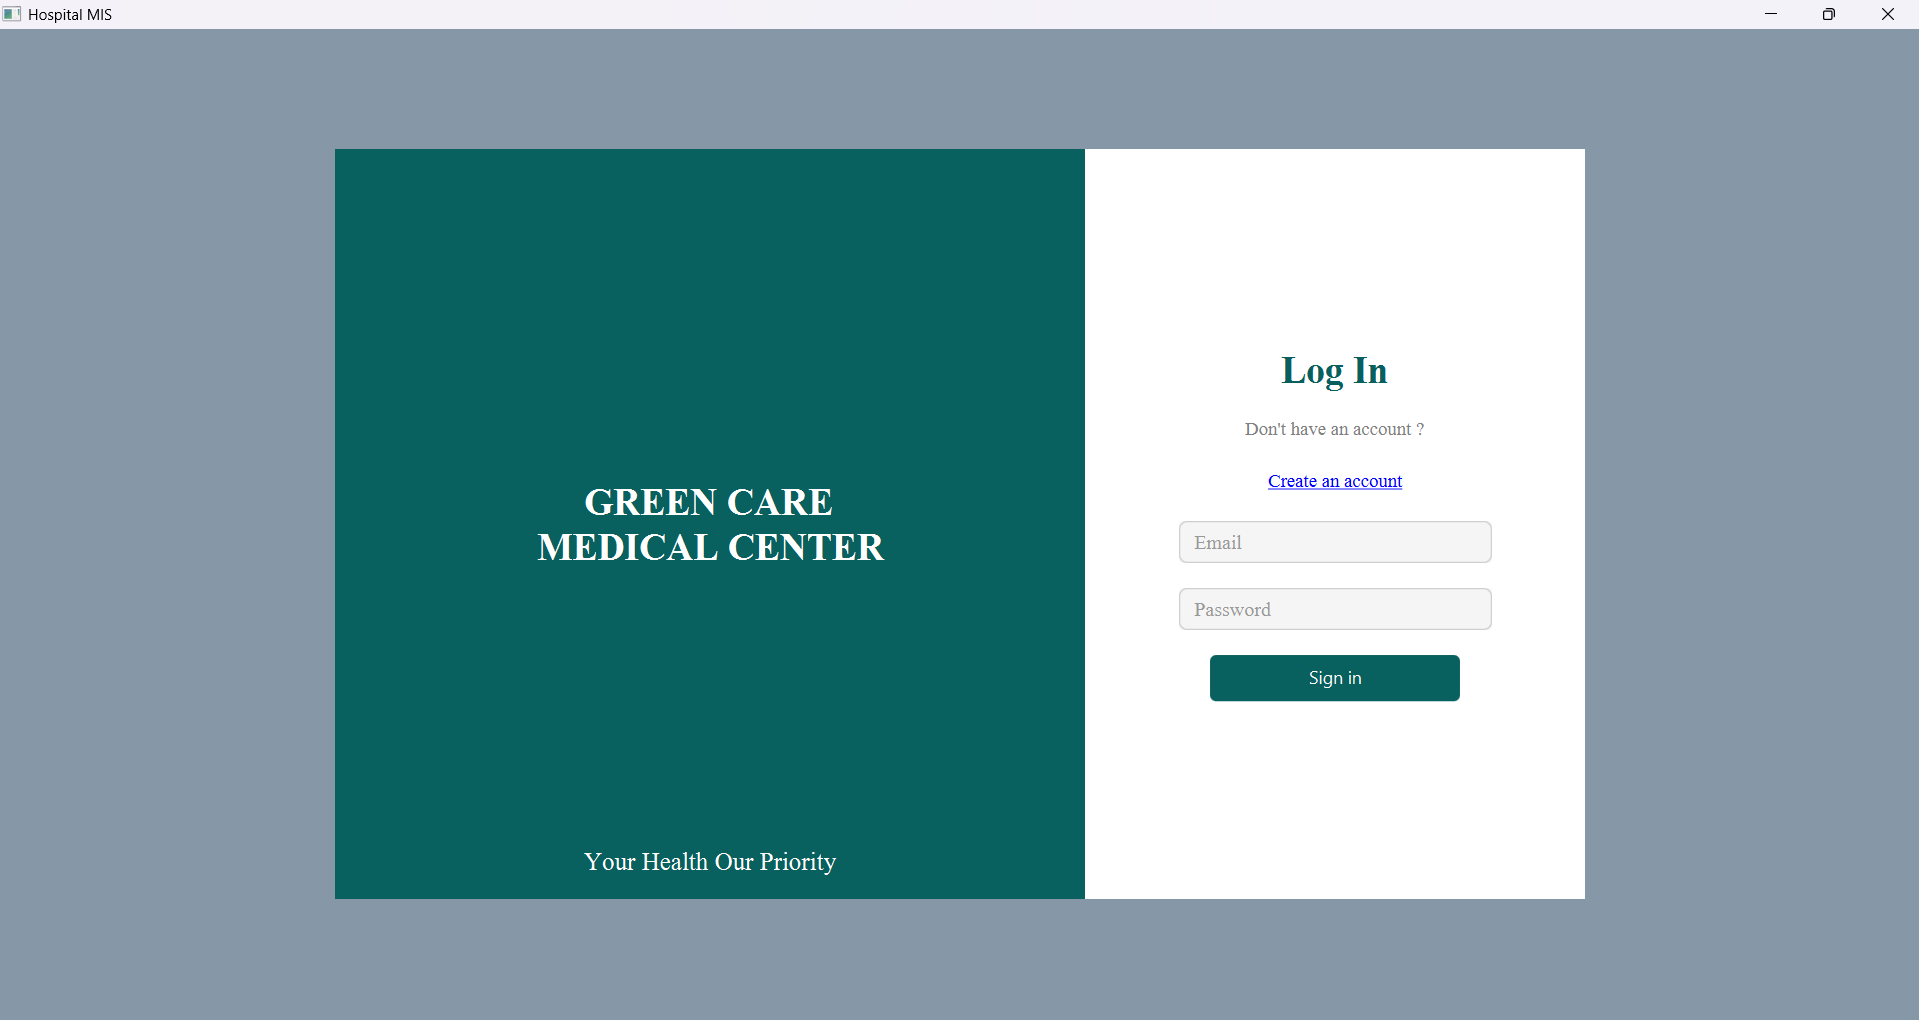 Hospital MIS
GREEN CARE
MEDICAL CENTER
Your Health Our Priority
Log In
Don't have an account ?
Create an account
Email
Password
Sign in